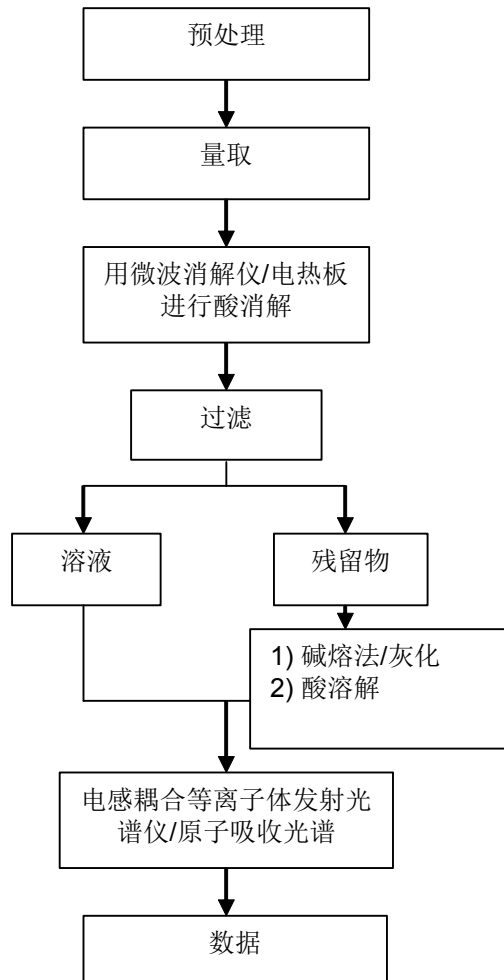 预处理
量取
用微波消解仪/电热板
进行酸消解
过滤
溶液
残留物
1) 碱熔法/灰化
2) 酸溶解
电感耦合等离子体发射光
谱仪/原子吸收光谱
数据